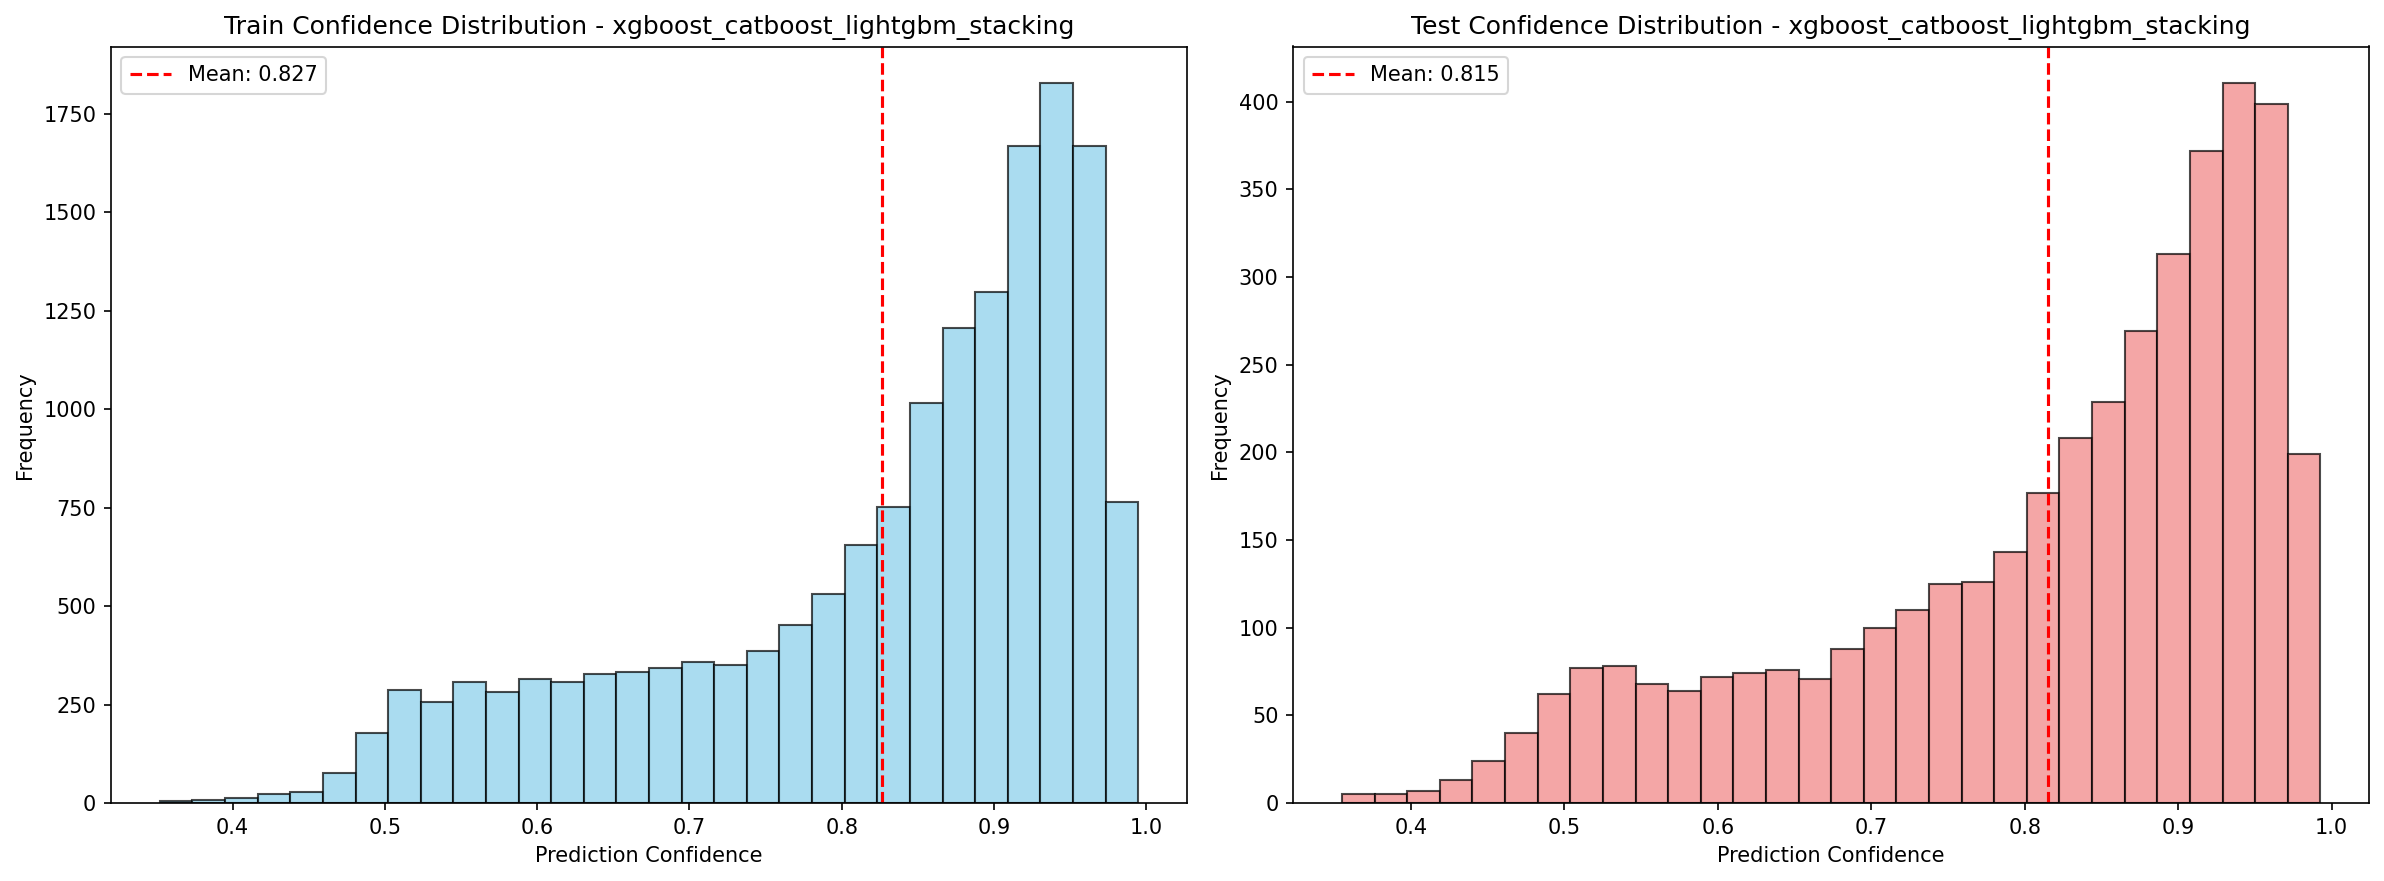 Train Confidence Distribution - xgboost_catboost_lightgbm_stacking
Mean: 0.827
Frequency
1750
1500
1250
1000
750
500
250
0
0.4 0.5 0.6 0.7 0.8 0.9 1.0
Prediction Confidence
Test Confidence Distribution - xgboost_catboost_lightgbm_stacking
Mean: 0.815
Frequency
400
350
300
250
200
150
100
50
0
0.4 0.5 0.6 0.7 0.8 0.9 1.0
Prediction Confidence